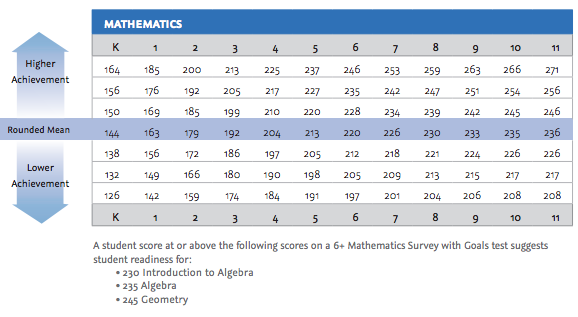 MATHEMATICS
K 1 2 3 4 5 6 7 8 9 10 11
Higher
Achievement
164 185 200 213 225 237 246 253 259 263 266 271
156 176 192 205 217 227 235 242 247 251 254 256
150 169 185 199 210 220 228 234 239 242 245 246
Rounded Mean 144 163 179 192 204 213 220 226 230 233 235 236
138 156 172 186 197 205 212 218 221 224 226 226
Lower
Achievement
132 149 166 180 190 198 205 209 213 215 217 217
126 142 159 174 184 191 197 201 204 206 208 208
K 1 2 3 4 5 6 7 8 9 10 11
A student score at or above the following scores on a 6+ Mathematics Survey with Goals test suggests
student readiness for:
• 230 Introduction to Algebra
• 235 Algebra
• 245 Geometry